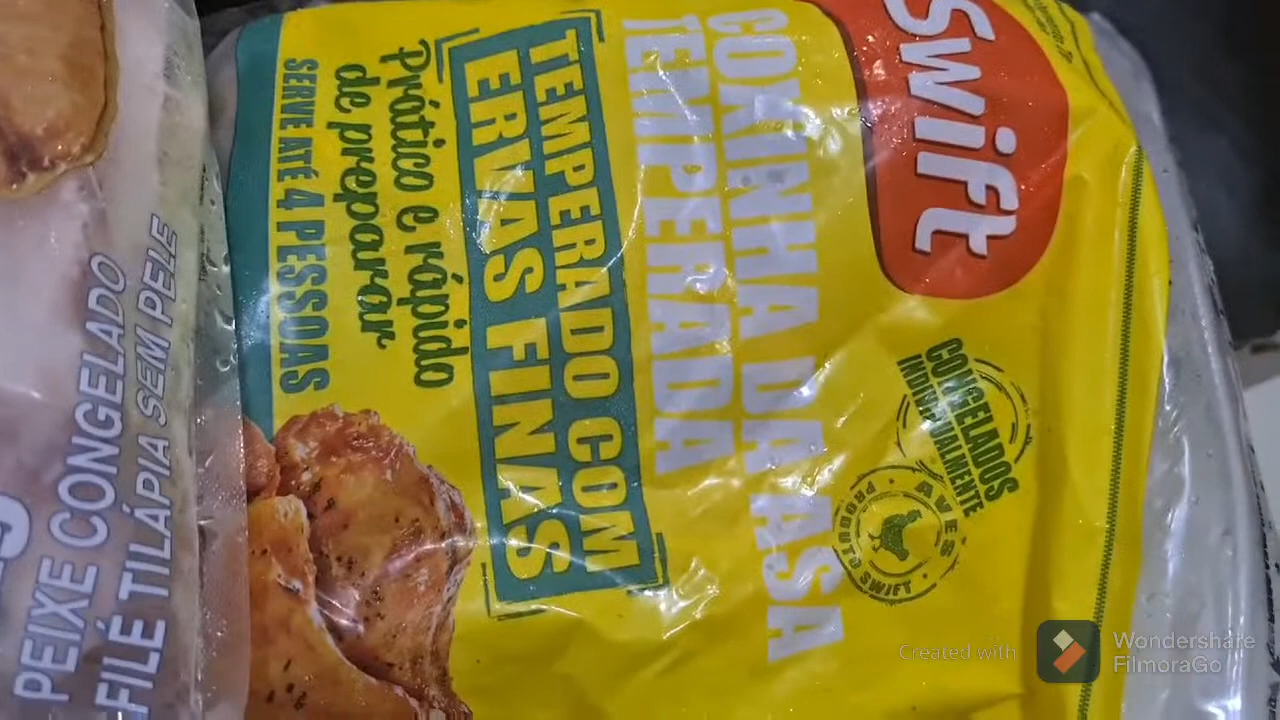 Swift
COXINHA DA ASA
TEMPERADA
TEMPERADO COM
ERVAS FINAS
Prático e rápido
de preparar
SERVE ATÉ 4 PESSOAS
CONGELADOS
INDIVIDUALMENTE
AVES
PRODUTO SWIFT
PEIXE CONGELADO
FILÉ TILÁPIA SEM PELE
Created with
Wondershare
FilmoraGo